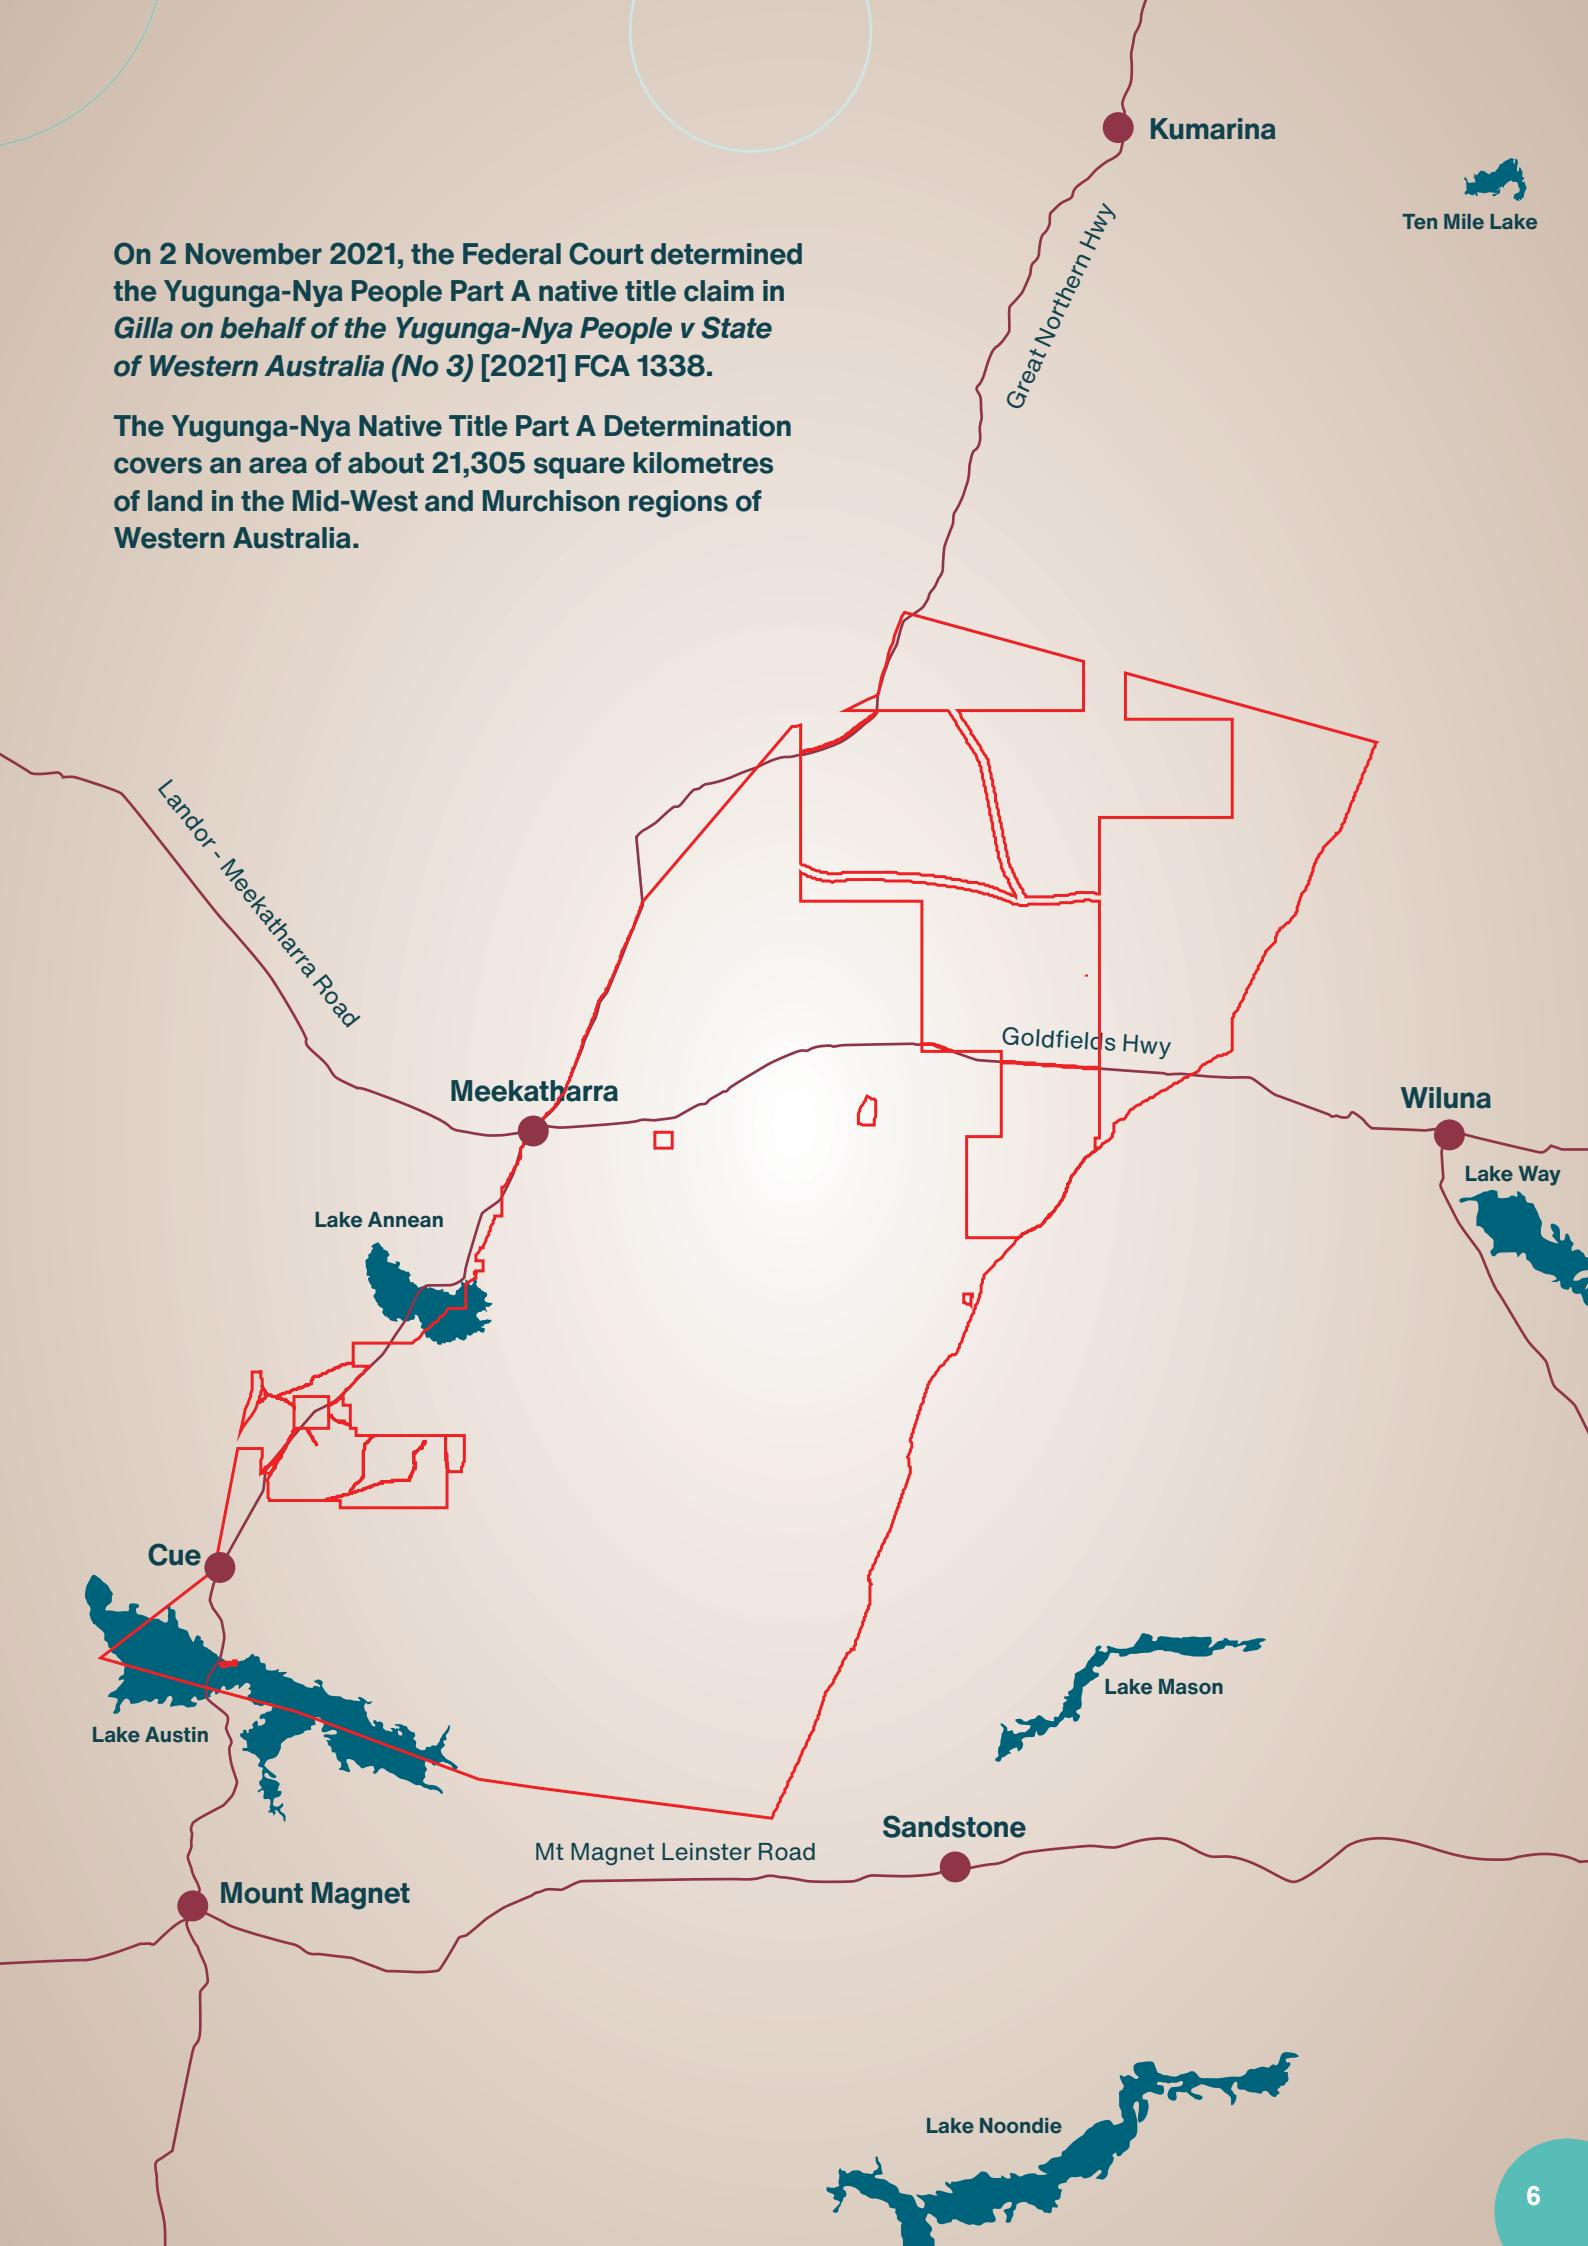 Kumarina
Ten Mile Lake
Great Northern Hwy
On 2 November 2021, the Federal Court determined
the Yugunga-Nya People Part A native title claim in
Gilla on behalf of the Yugunga-Nya People v State
of Western Australia (No 3) [2021] FCA 1338.
The Yugunga-Nya Native Title Part A Determination
covers an area of about 21,305 square kilometres
of land in the Mid-West and Murchison regions of
Western Australia.
Landor - Meekatharra Road
Goldfields Hwy
Meekatharra
Wiluna
Lake Way
Lake Annean
Cue
Lake Mason
Lake Austin
Sandstone
Mt Magnet Leinster Road
Mount Magnet
Lake Noondie
6